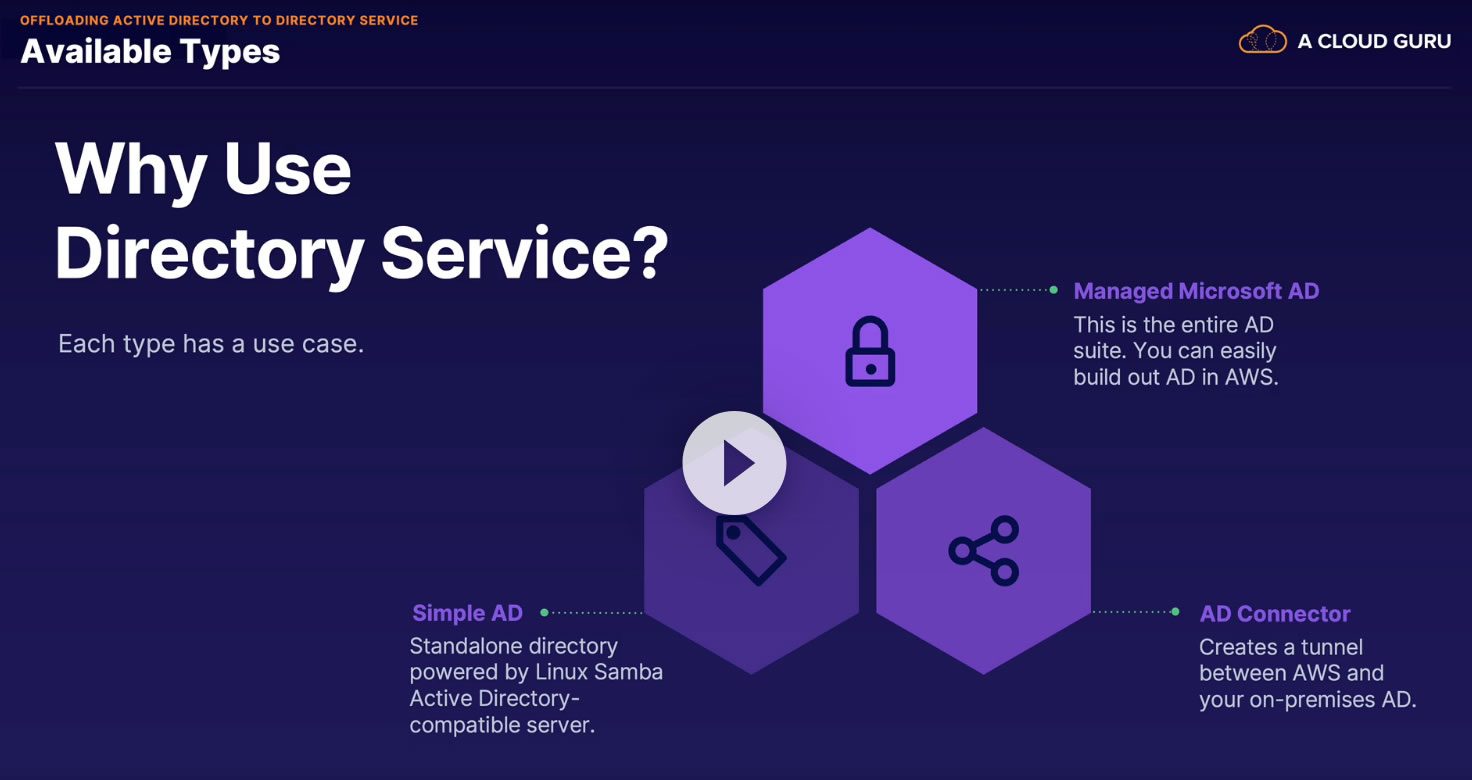 OFFLOADING ACTIVE DIRECTORY TO DIRECTORY SERVICE
Available Types
A CLOUD GURU
Why Use
Directory Service?
Each type has a use case.
Managed Microsoft AD
This is the entire AD
suite. You can easily
build out AD in AWS.
Simple AD
Standalone directory
powered by Linux Samba
Active Directory-
compatible server.
AD Connector
Creates a tunnel
between AWS and
your on-premises AD.